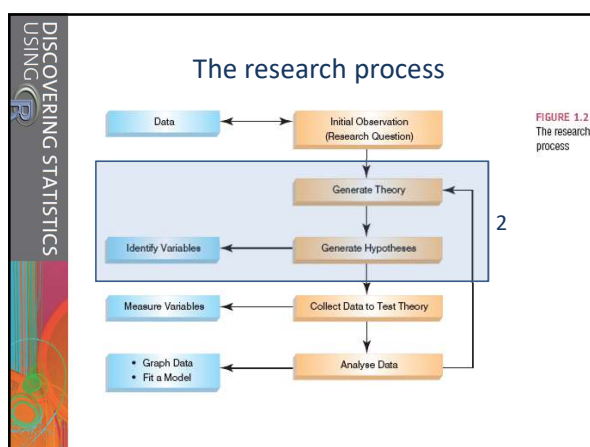 DISCOVERING STATISTICS
USING R
The research process
Data
Initial Observation
(Research Question)
FIGURE 1.2
The research
process
Generate Theory
2
Identify Variables
Generate Hypotheses
Measure Variables
Collect Data to Test Theory
• Graph Data
• Fit a Model
Analyse Data